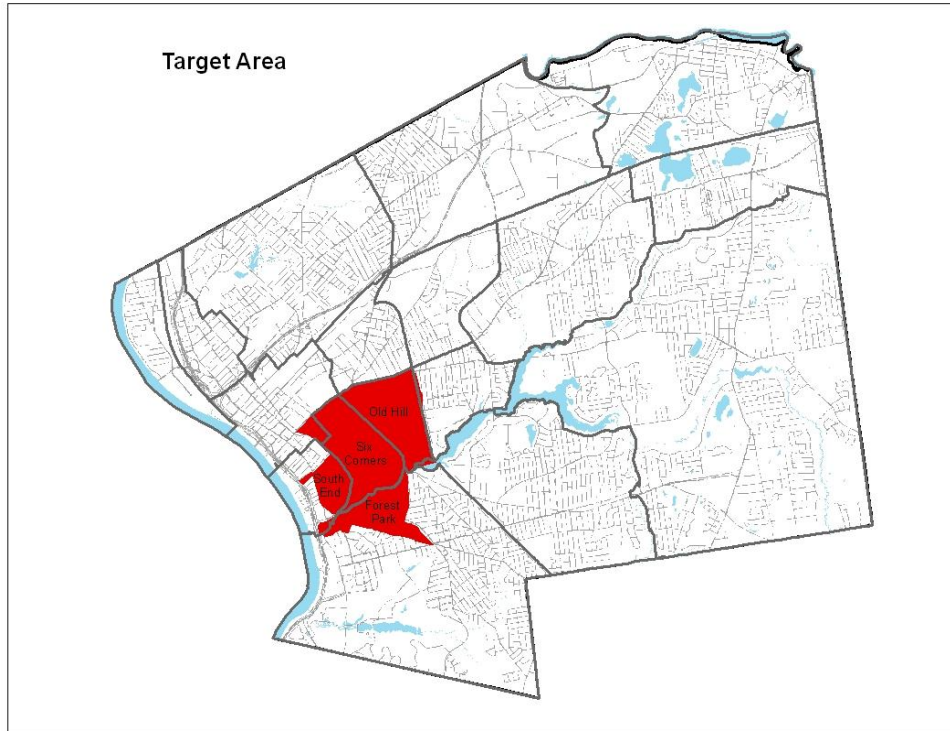 Target Area
Old Hill
Six
Corners
South
End
Forest
Park